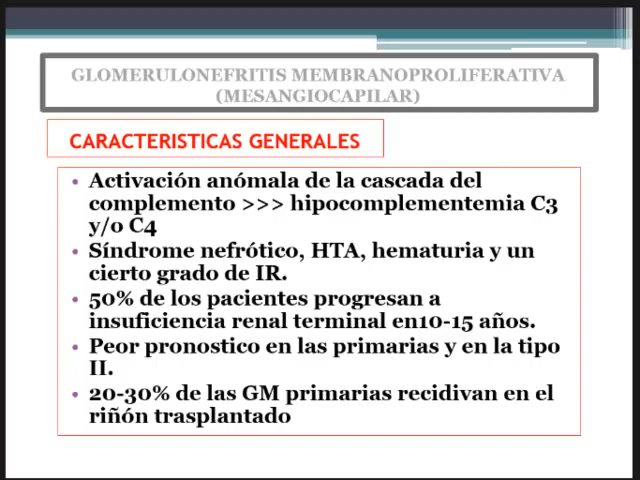 GLOMERULONEFRITIS MEMBRANOPROLIFERATIVA
(MESANGIOCAPILAR)
CARACTERISTICAS GENERALES
• Activación anómala de la cascada del
complemento >>> hipocomplementemia C3
y/o C4
• Síndrome nefrótico, HTA, hematuria y un
cierto grado de IR.
• 50% de los pacientes progresan a
insuficiencia renal terminal en10-15 años.
• Peor pronostico en las primarias y en la tipo
II.
• 20-30% de las GM primarias recidivan en el
riñón trasplantado